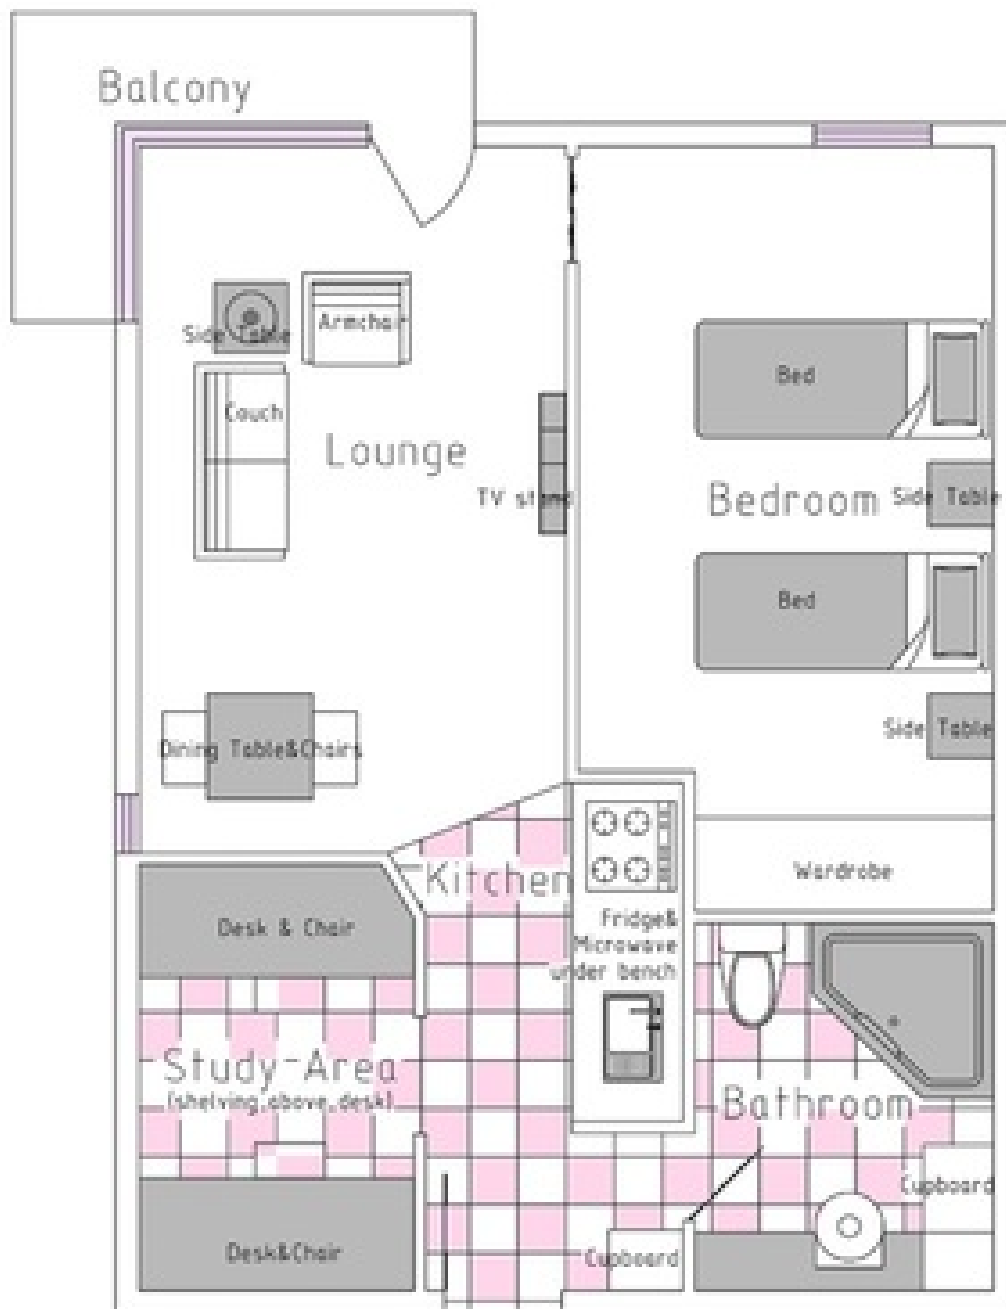 Balcony
Side Table
Armchair
Couch
Lounge
TV stand
Bed
Bedroom
Side Table
Bed
Side Table
Dining Table&Chairs
Kitchen
Wardrobe
Desk & Chair
Fridge&
Microwave
under bench
Study-Area
(shelving above desk)
Bathroom
Cupboard
Desk&Chair
Cupboard